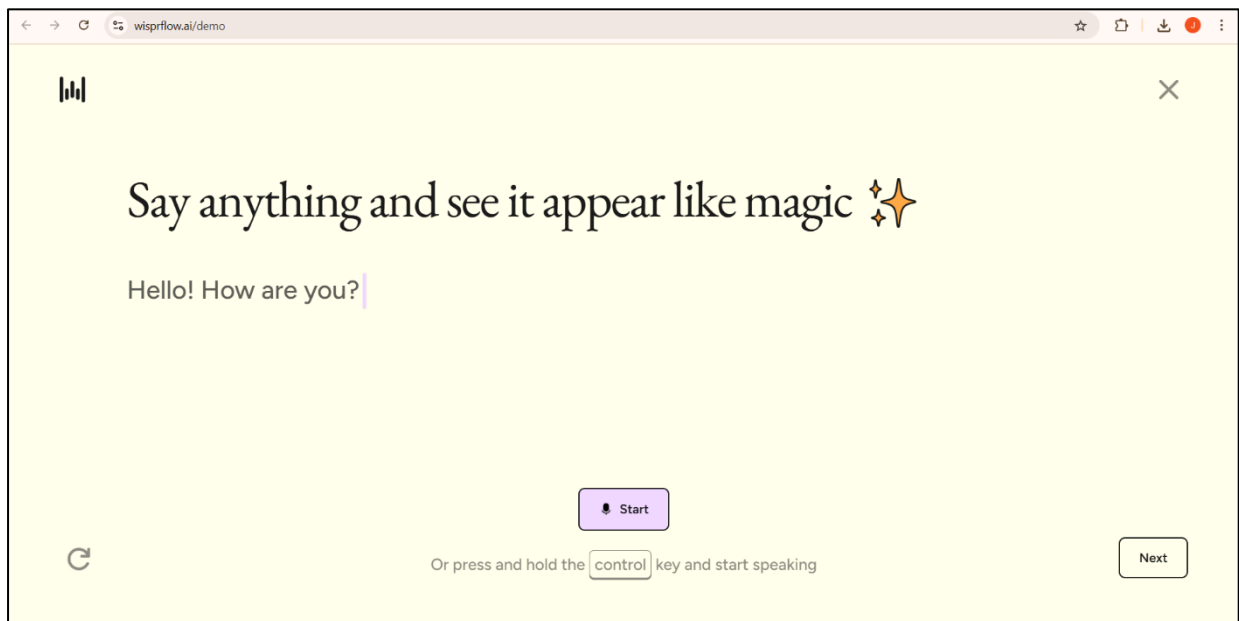 wisprflow.ai/demo
J
Say anything and see it appear like magic ✨
Hello! How are you?
Start
Or press and hold the control key and start speaking
Next